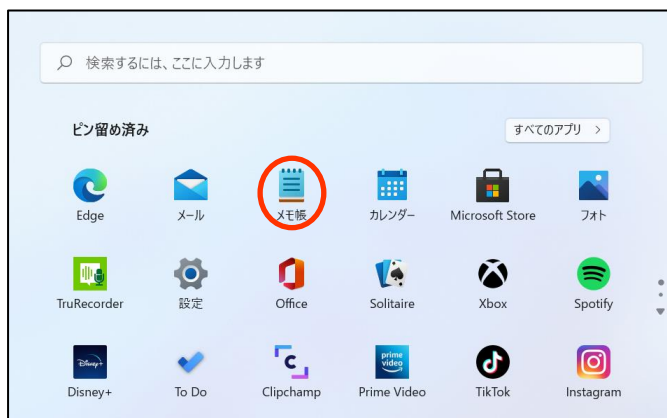 検索するには、ここに入力します
ピン留め済み
すべてのアプリ >
Edge
メール
メモ帳
カレンダー
Microsoft Store
フォト
TruRecorder
設定
Office
Solitaire
Xbox
Spotify
Disney+
prime video
Disney+
To Do
Clipchamp
Prime Video
TikTok
Instagram